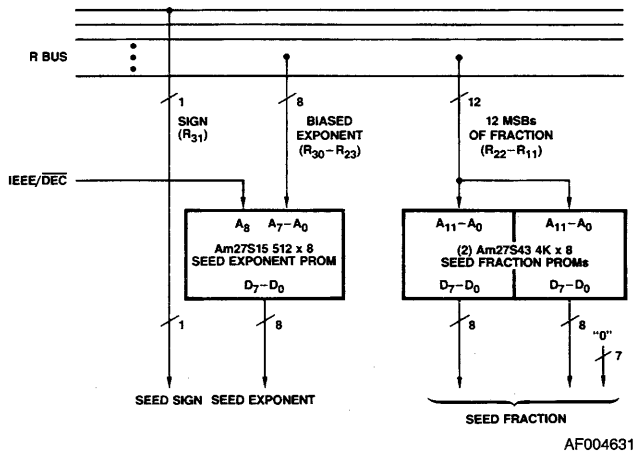 R BUS
1
8
12
SIGN
(R31)
BIASED
EXPONENT
(R30–R23)
12 MSBs
OF FRACTION
(R22–R11)
IEEE/DEC
A8 A7–A0
Am27S15 512 x 8
SEED EXPONENT PROM
D7–D0
A11–A0 A11–A0
(2) Am27S43 4K x 8
SEED FRACTION PROMs
D7–D0 D7–D0
1
8
8
8
"0"
7
SEED SIGN SEED EXPONENT
SEED FRACTION
AF004631